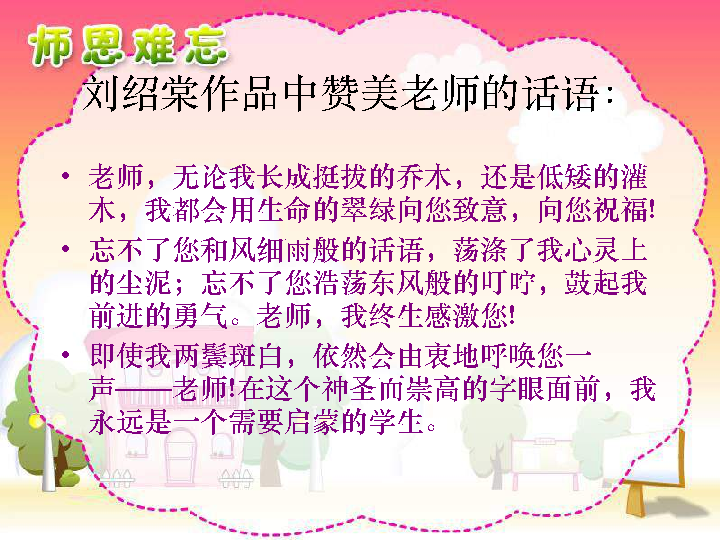 师恩难忘
刘绍棠作品中赞美老师的话语：
• 老师，无论我长成挺拔的乔木，还是低矮的灌
木，我都会用生命的翠绿向您致意，向您祝福!
• 忘不了您和风细雨般的话语，荡涤了我心灵上
的尘泥；忘不了您浩荡东风般的叮咛，鼓起我
前进的勇气。老师，我终生感激您!
• 即使我两鬓斑白，依然会由衷地呼唤您一
声——老师!在这个神圣而崇高的字眼面前，我
永远是一个需要启蒙的学生。